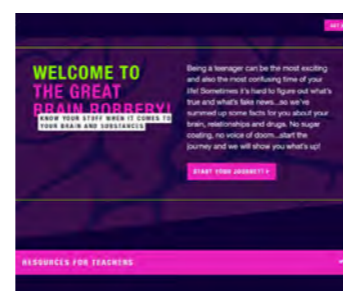 WELCOME TO
THE GREAT
BRAIN ROBBERY!
KNOW YOUR STUFF WHEN IT COMES TO
YOUR BRAIN AND SUBSTANCES
Being a teenager can be the most exciting
and also the most confusing time of your
life! Sometimes it's hard to figure out what's
true and what's fake news...so we've
summed up some facts for you about your
brain, relationships and drugs. No sugar
coating, no voice of doom...start the
journey and we will show you what's up!
START YOUR JOURNEY!
RESOURCES FOR TEACHERS